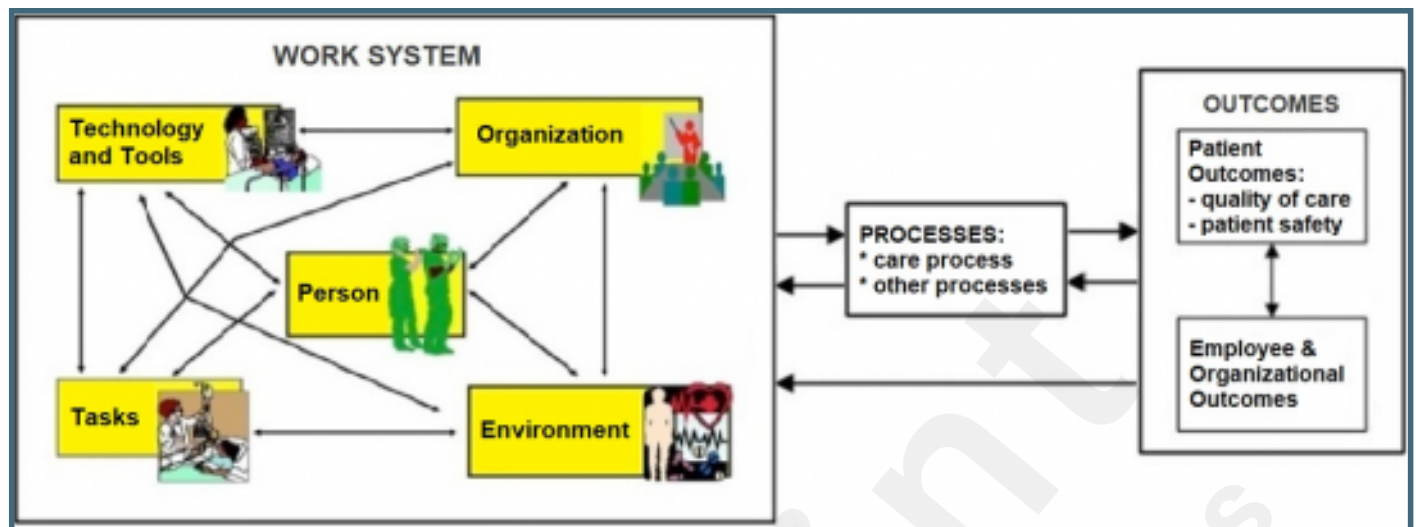 WORK SYSTEM
Technology
and Tools
Organization
Person
Tasks
Environment
PROCESSES:
* care process
* other processes
OUTCOMES
Patient
Outcomes:
- quality of care
- patient safety
Employee &
Organizational
Outcomes